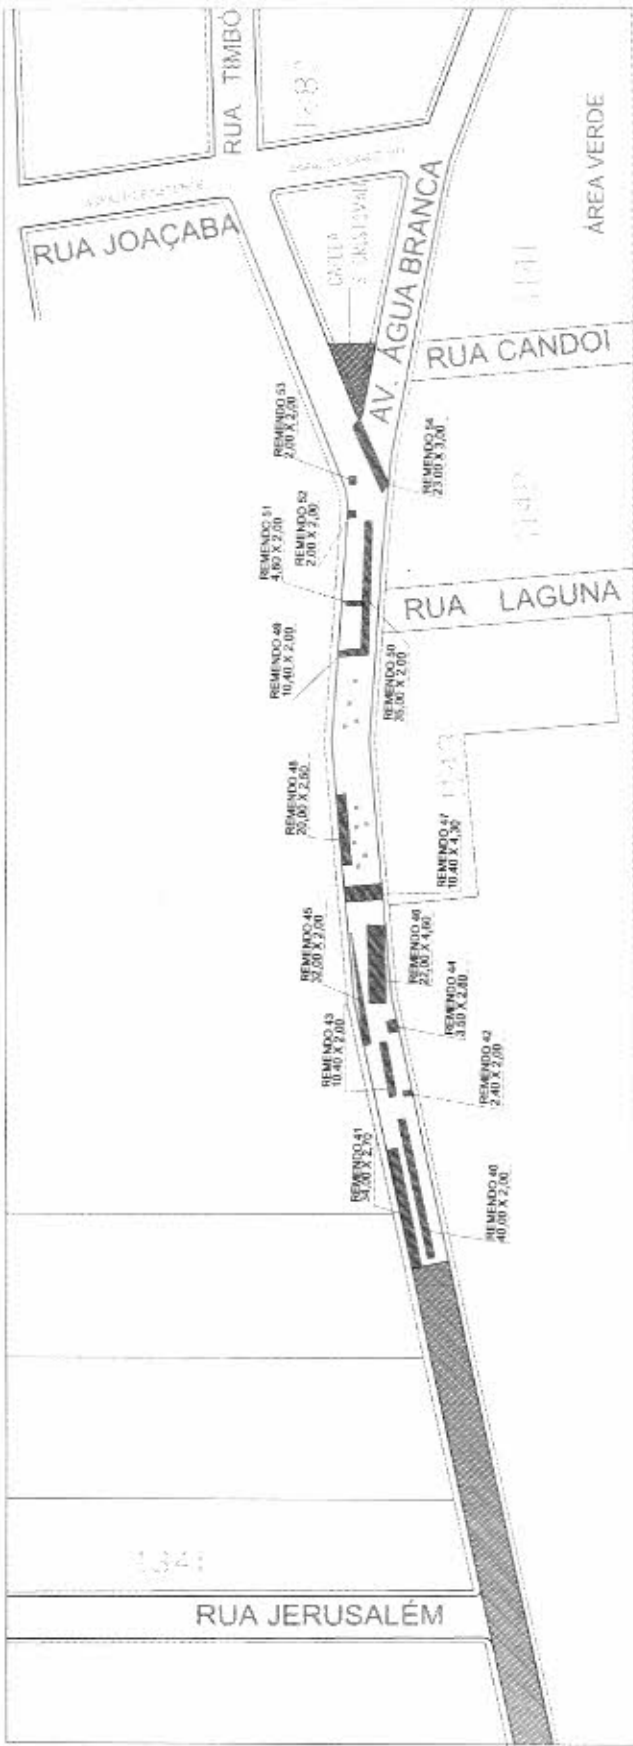 RUA TIMBÓ
RUA JOAÇABA
AV. ÁGUA BRANCA
ÁREA VERDE
RUA CANDOI
REMENDO 53
2,00 X 2,00
REMENDO 54
23,00 X 3,00
REMENDO 51
4,60 X 2,00
REMENDO 52
2,00 X 2,00
RUA LAGUNA
REMENDO 49
10,40 X 2,00
REMENDO 50
35,00 X 2,00
REMENDO 48
20,00 X 2,60
REMENDO 47
10,40 X 4,30
REMENDO 45
32,00 X 2,00
REMENDO 46
22,00 X 4,60
REMENDO 44
3,50 X 2,80
REMENDO 43
10,40 X 2,00
REMENDO 42
2,40 X 2,00
REMENDO 41
34,00 X 2,70
REMENDO 40
40,00 X 2,00
RUA JERUSALÉM